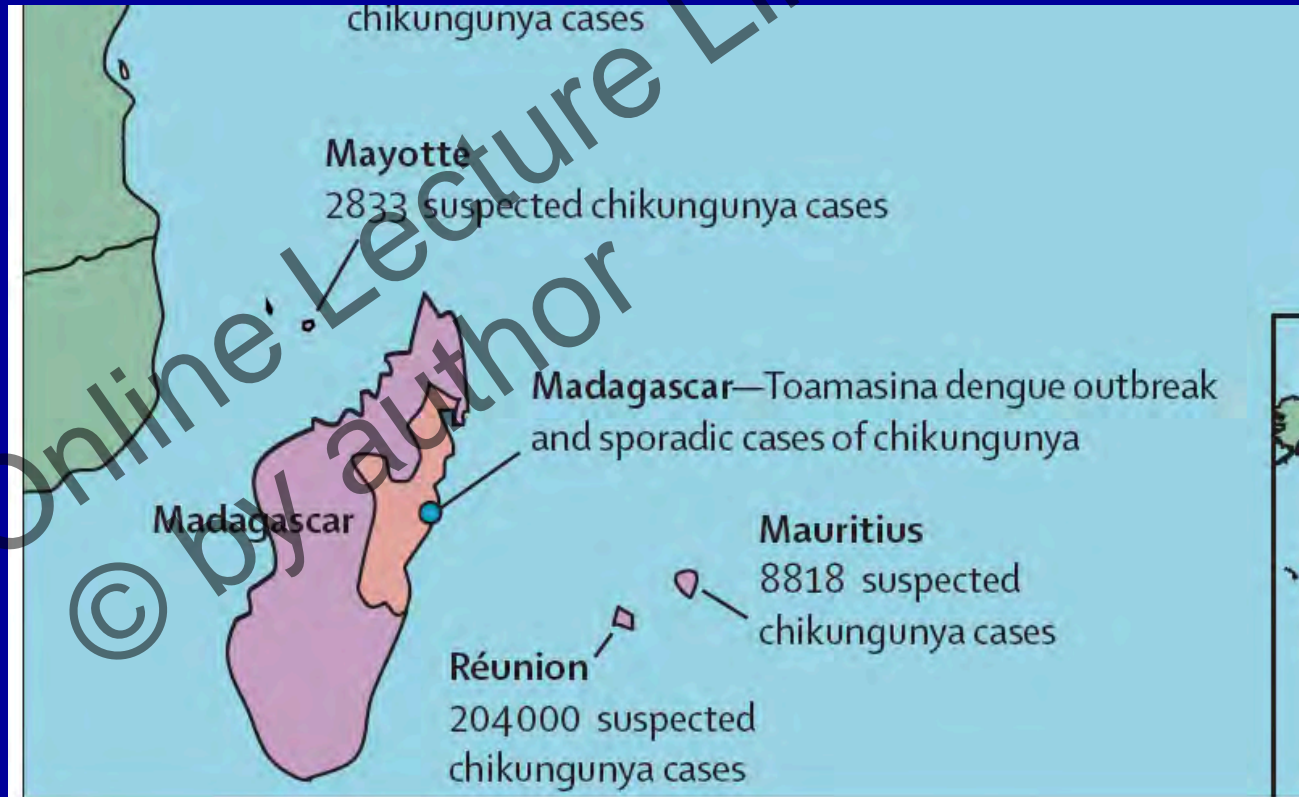 chikungunya cases
Mayotte
2833 suspected chikungunya cases
Madagascar—Toamasina dengue outbreak
and sporadic cases of chikungunya
Madagascar
Mauritius
8818 suspected
chikungunya cases
Réunion
204000 suspected
chikungunya cases
Online Lecture
© by author